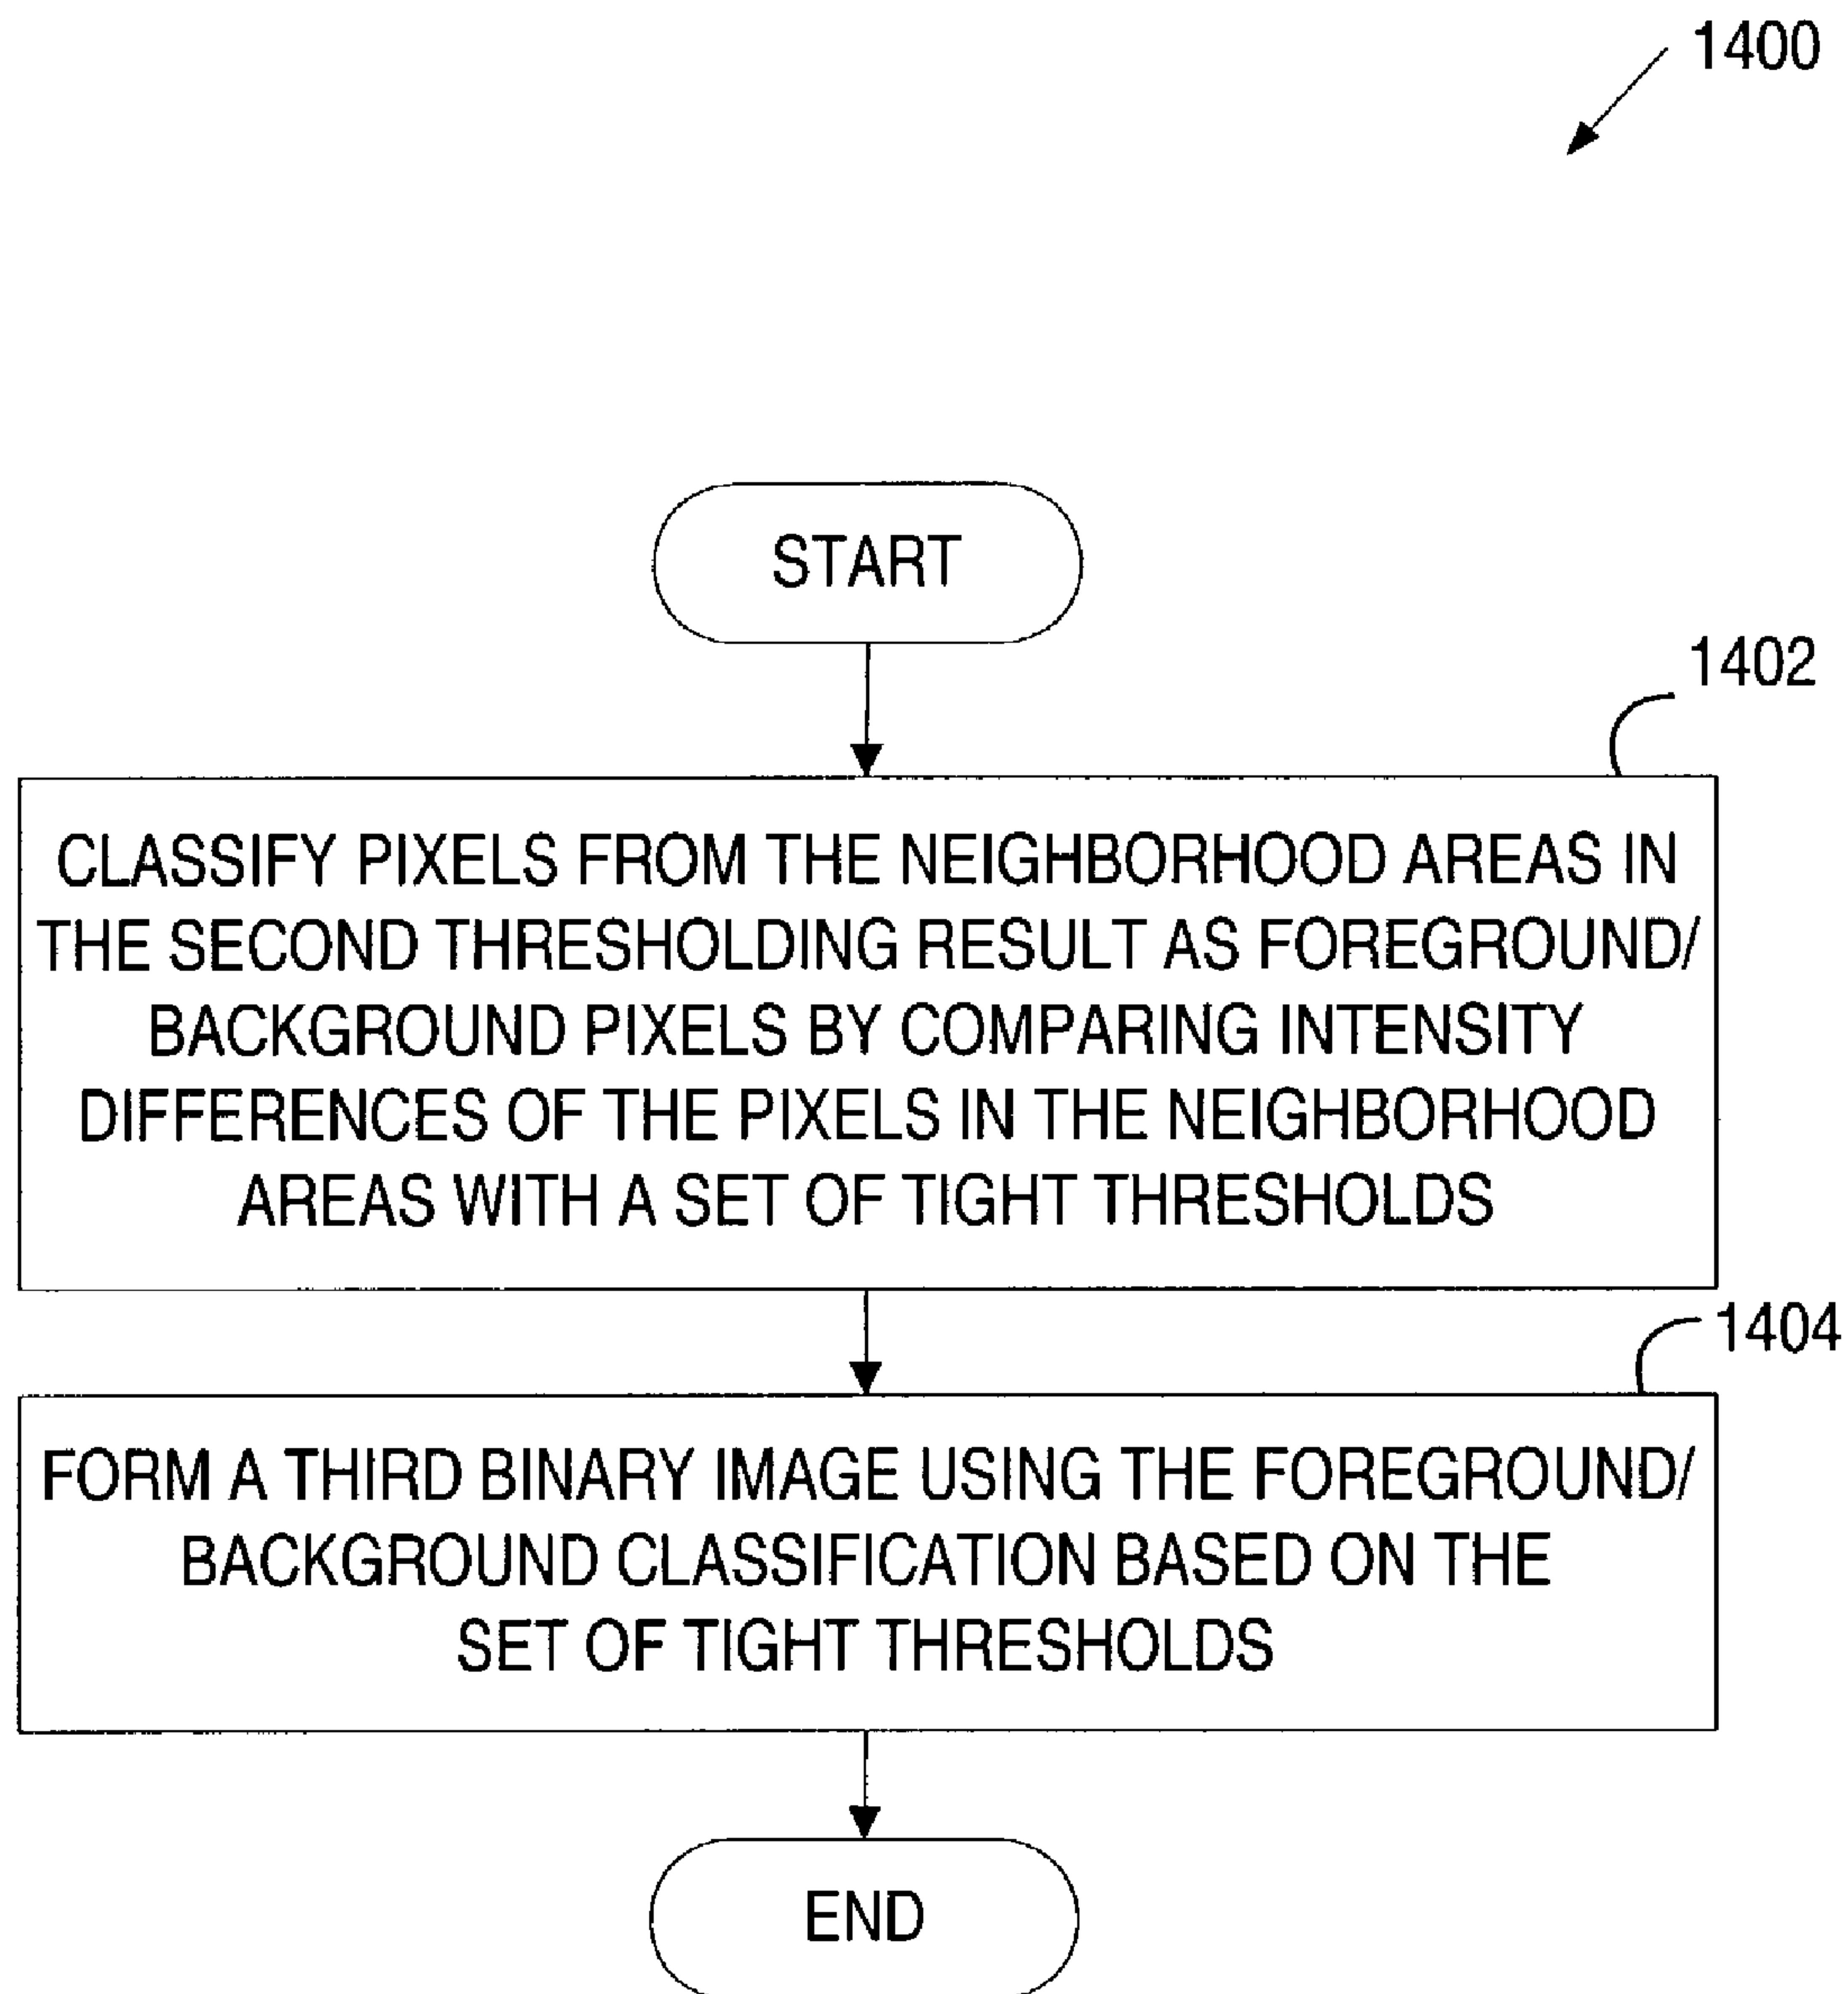 1400
START
1402
CLASSIFY PIXELS FROM THE NEIGHBORHOOD AREAS IN
THE SECOND THRESHOLDING RESULT AS FOREGROUND/
BACKGROUND PIXELS BY COMPARING INTENSITY
DIFFERENCES OF THE PIXELS IN THE NEIGHBORHOOD
AREAS WITH A SET OF TIGHT THRESHOLDS
1404
FORM A THIRD BINARY IMAGE USING THE FOREGROUND/
BACKGROUND CLASSIFICATION BASED ON THE
SET OF TIGHT THRESHOLDS
END